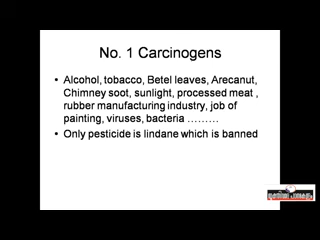 No. 1 Carcinogens
• Alcohol, tobacco, Betel leaves, Arecanut,
Chimney soot, sunlight, processed meat ,
rubber manufacturing industry, job of
painting, viruses, bacteria ………
• Only pesticide is lindane which is banned